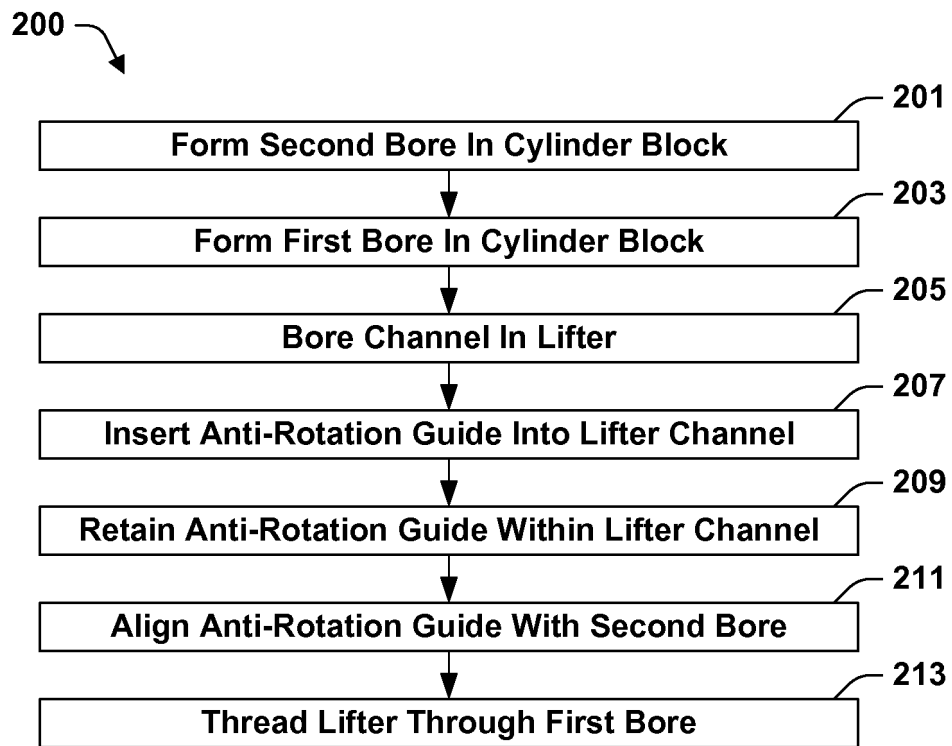 200
201
Form Second Bore In Cylinder Block
203
Form First Bore In Cylinder Block
205
Bore Channel In Lifter
207
Insert Anti-Rotation Guide Into Lifter Channel
209
Retain Anti-Rotation Guide Within Lifter Channel
211
Align Anti-Rotation Guide With Second Bore
213
Thread Lifter Through First Bore